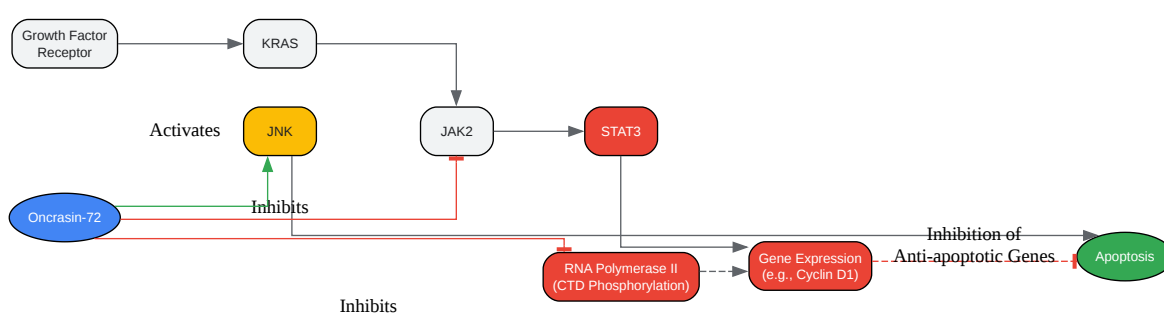 Growth Factor
Receptor
KRAS
Activates
JNK
JAK2
STAT3
Oncrasin-72
Inhibits
Inhibition of
Anti-apoptotic Genes
Apoptosis
RNA Polymerase II
(CTD Phosphorylation)
Gene Expression
(e.g., Cyclin D1)
Inhibits